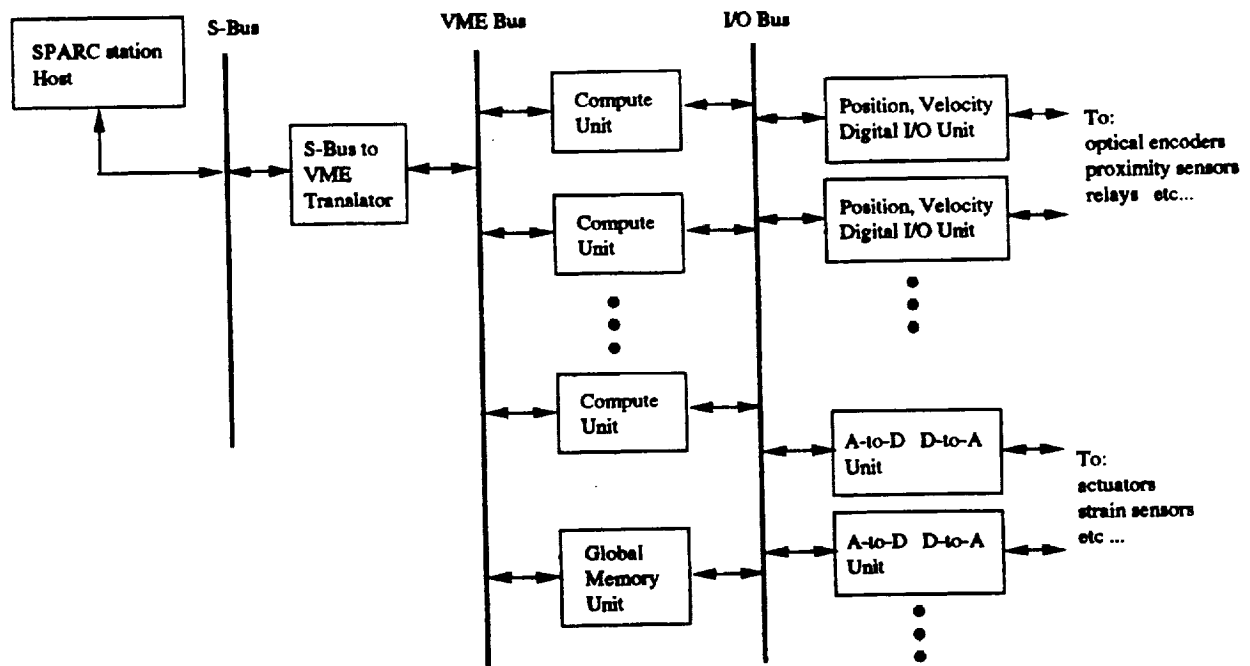 S-Bus
VME Bus
I/O Bus
SPARC station
Host
S-Bus to
VME
Translator
Compute
Unit
Compute
Unit
Compute
Unit
Global
Memory
Unit
Position, Velocity
Digital I/O Unit
Position, Velocity
Digital I/O Unit
A-to-D D-to-A
Unit
A-to-D D-to-A
Unit
To:
optical encoders
proximity sensors
relays etc...
To:
actuators
strain sensors
etc ...